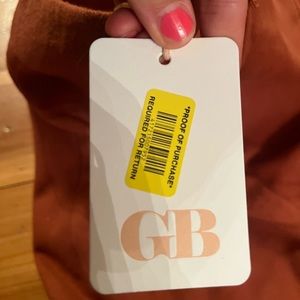 *PROOF OF PURCHASE*
REQUIRED FOR RETURN
GB